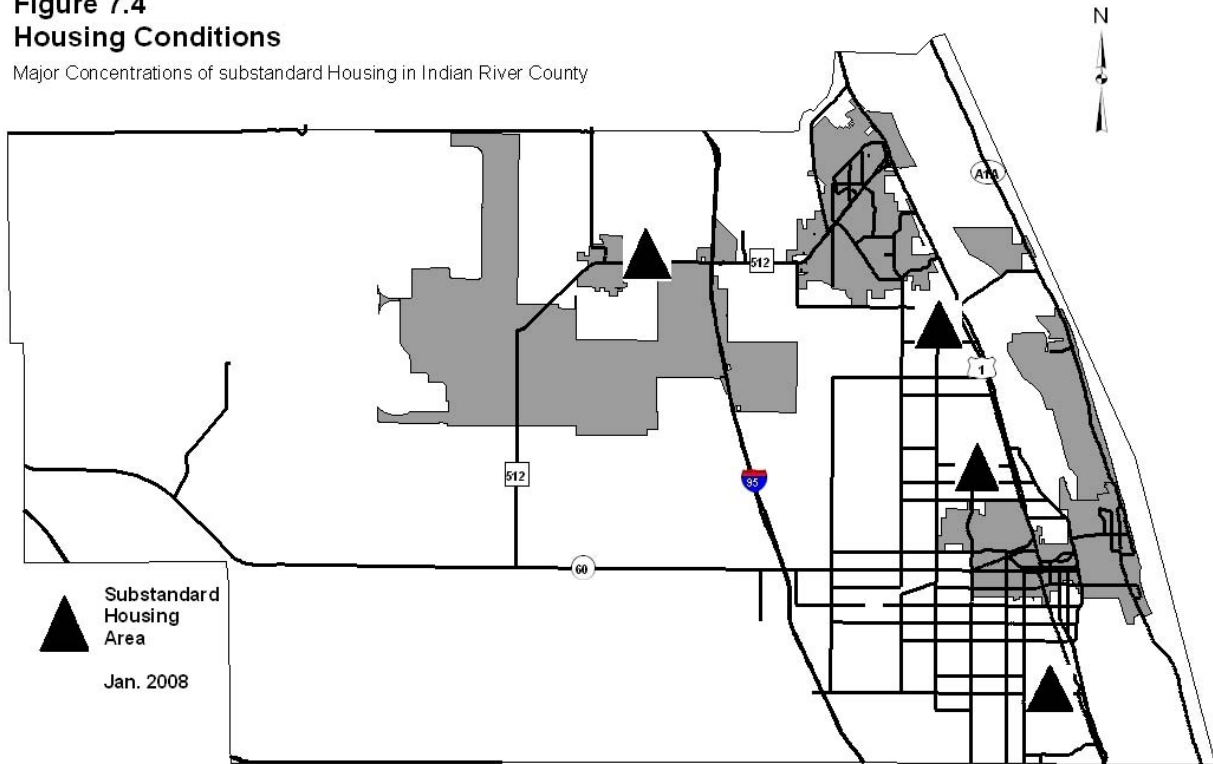 Figure 7.4
Housing Conditions
Major Concentrations of substandard Housing in Indian River County
N
A1A
512
1
512
95
60
Substandard
Housing
Area
Jan. 2008